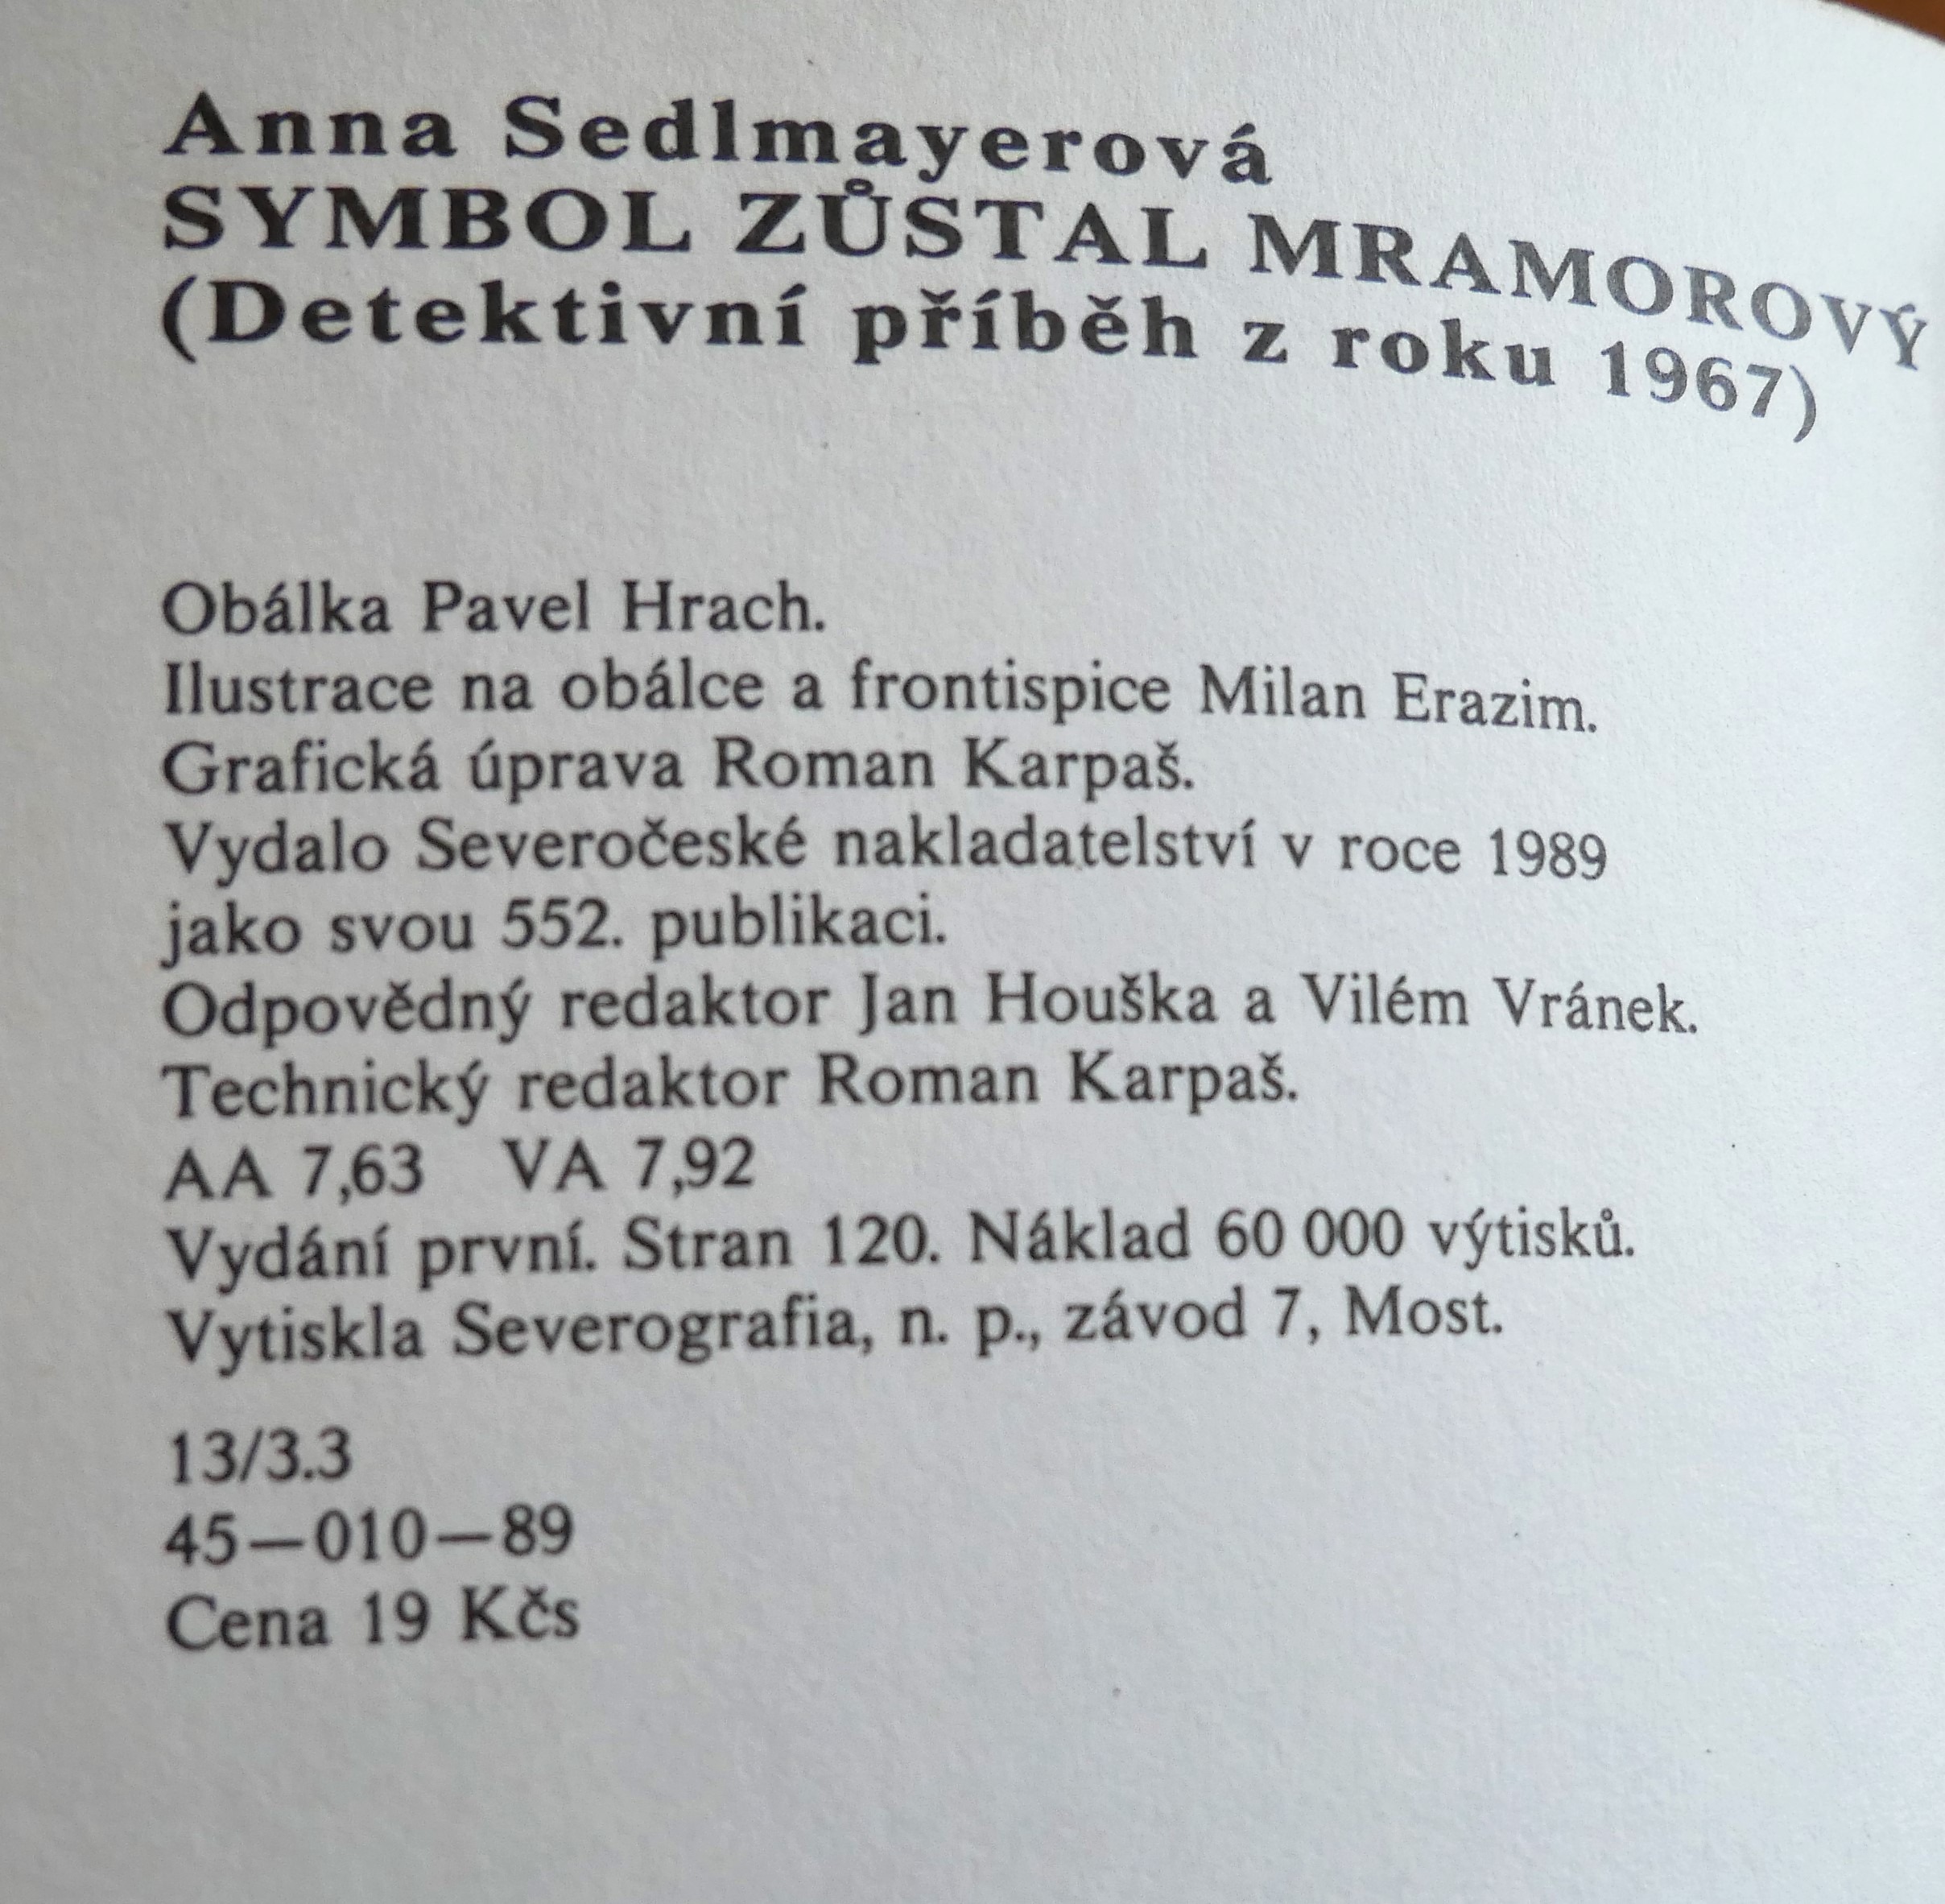 Anna Sedlmayerová
SYMBOL ZŮSTAL MRAMOROVÝ
(Detektivní příběh z roku 1967)
Obálka Pavel Hrach.
Ilustrace na obálce a frontispice Milan Erazim.
Grafická úprava Roman Karpaš.
Vydalo Severočeské nakladatelství v roce 1989
jako svou 552. publikaci.
Odpovědný redaktor Jan Houška a Vilém Vránek.
Technický redaktor Roman Karpaš.
AA 7,63 VA 7,92
Vydání první. Stran 120. Náklad 60 000 výtisků.
Vytiskla Severografia, n. p., závod 7, Most.
13/3.3
45—010—89
Cena 19 Kčs